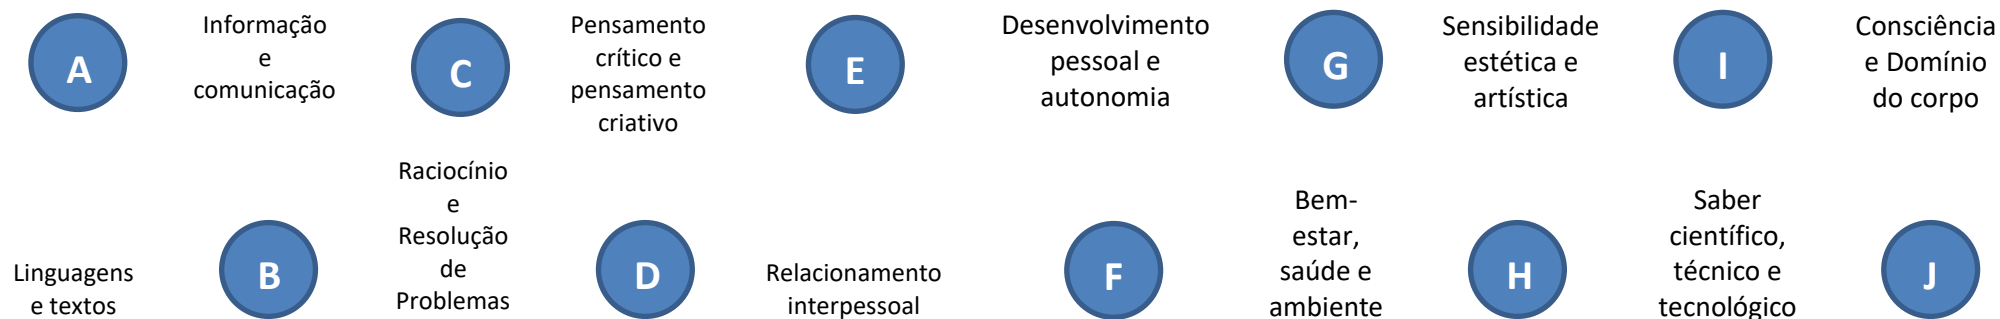 A
Linguagens
e textos
Informação
e
comunicação
B
C
Raciocínio
e
Resolução
de
Problemas
Pensamento
crítico e
pensamento
criativo
D
E
Relacionamento
interpessoal
Desenvolvimento
pessoal e
autonomia
F
G
Bem-
estar,
saúde e
ambiente
Sensibilidade
estética e
artística
H
I
Saber
científico,
técnico e
tecnológico
Consciência
e Domínio
do corpo
J